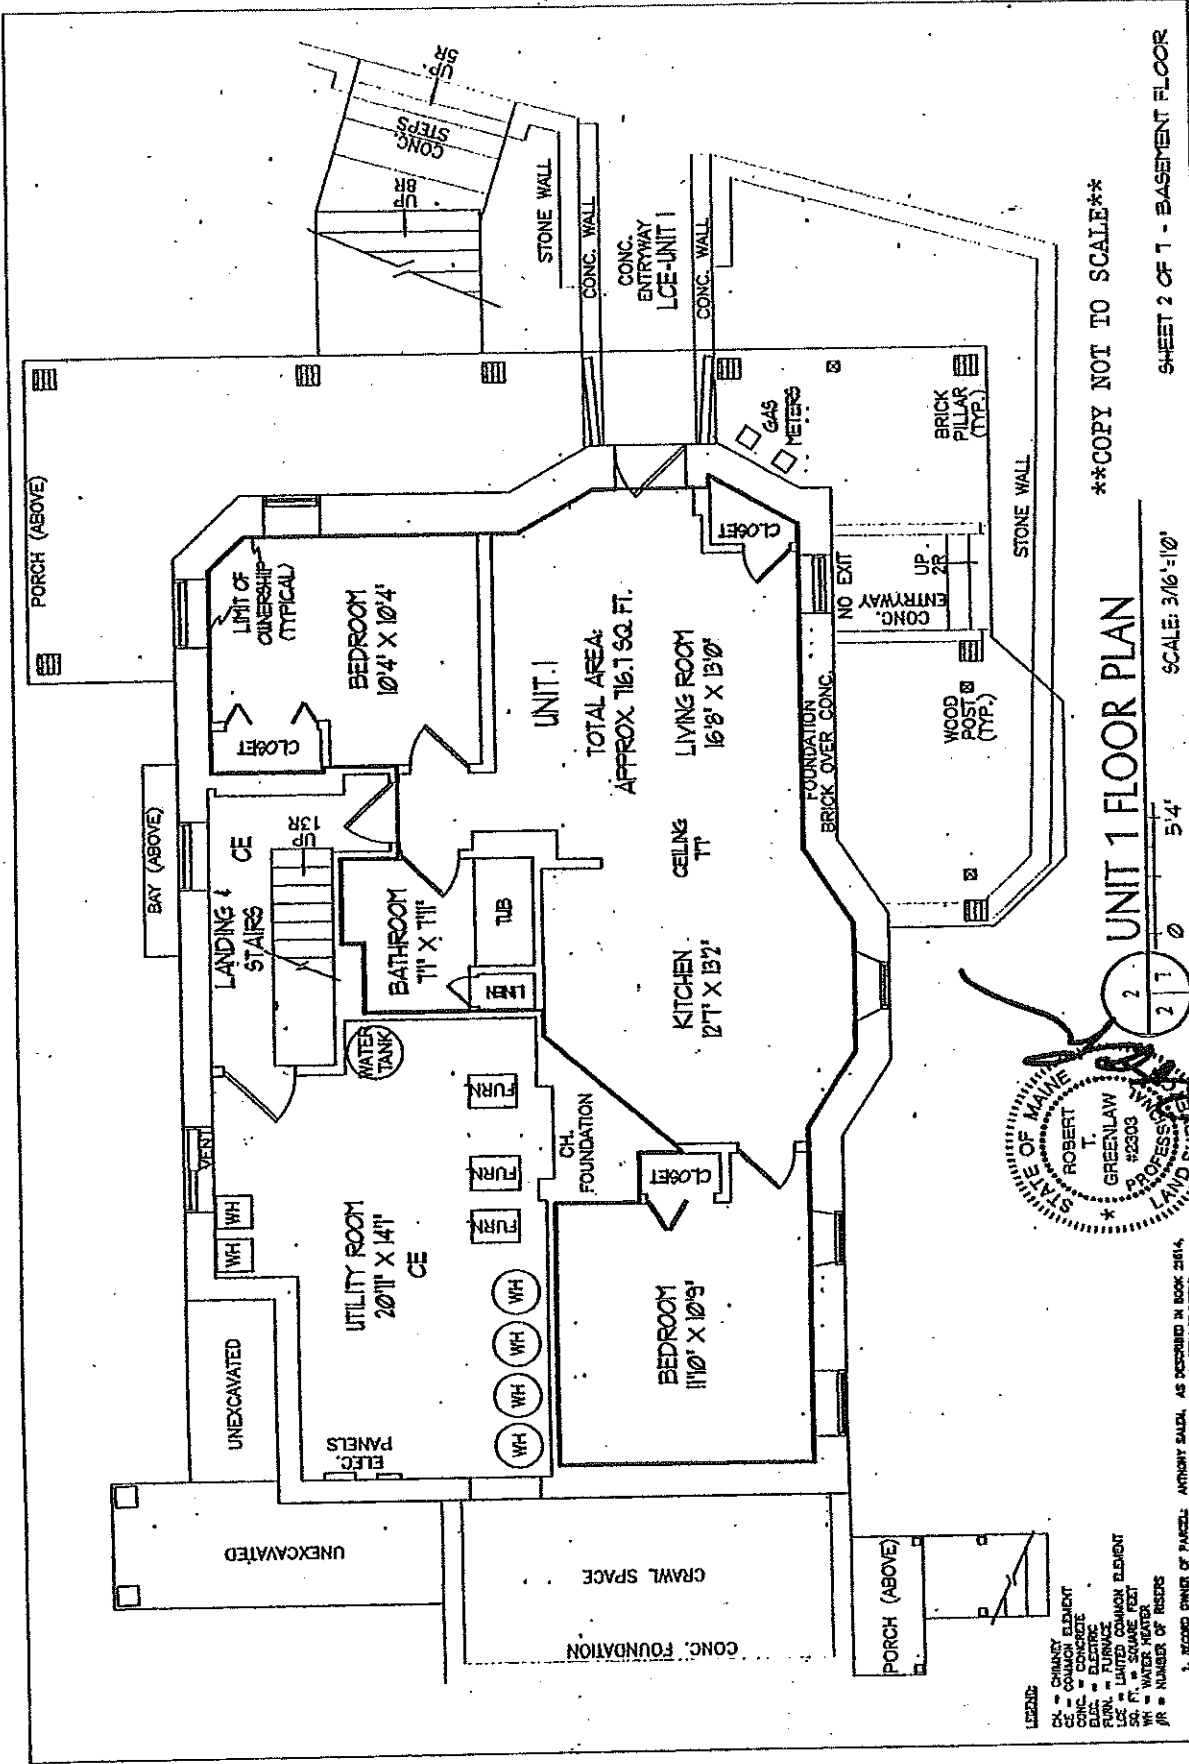 PORCH (ABOVE)
UP.
5R
CONC.
STEPS
UP
8R
STONE WALL
CONC. WALL
CONC.
ENTRYWAY
LCE-UNIT 1
CONC. WALL
BAY (ABOVE)
LIMIT OF
OWNERSHIP
(TYPICAL)
BEDROOM
10'4" X 10'4"
CLOSET
LANDING &
STAIRS
CE
UP
13R
BATHROOM
7'11" X 7'11"
TUB
LINEN
UNIT 1
TOTAL AREA:
APPROX. 716.7 SQ. FT.
LIVING ROOM
16'8" X 13'0"
CEILING
7'7"
KITCHEN
12'7" X 13'2"
CLOSET
GAS
METERS
BRICK
PILLAR
(TYP.)
NO EXIT
UP
2R
CONC.
ENTRYWAY
STONE WALL
WOOD
POST
(TYP.)
FOUNDATION
BRICK OVER CONC.
VENT
WH
WH
WATER
TANK
UTILITY ROOM
20'11" X 14'1"
CE
FURN
FURN
FURN
CH.
FOUNDATION
CLOSET
WH
WH
WH
WH
BEDROOM
11'10" X 10'9"
ELEC.
PANELS
UNEXCAVATED
UNEXCAVATED
CRAWL SPACE
CONC. FOUNDATION
PORCH (ABOVE)
LEGEND:
CH. = CHIMNEY
CE = COMMON ELEMENT
CONC. = CONCRETE
ELEC. = ELECTRIC
FURN. = FURNACE
LCE = LIMITED COMMON ELEMENT
SQ. FT. = SQUARE FEET
WH = WATER HEATER
#R = NUMBER OF RISERS
RECORD OWNER OF PARCEL: ANTHONY SALEM, AS DESCRIBED IN BOOK 21614,
STATE OF MAINE
ROBERT
T.
GREENLAW
#2303
PROFESSIONAL
LAND
2
2 7
UNIT 1 FLOOR PLAN
0 5'4"
SCALE: 3/16"=1'0"
**COPY NOT TO SCALE**
SHEET 2 OF 7 - BASEMENT FLOOR